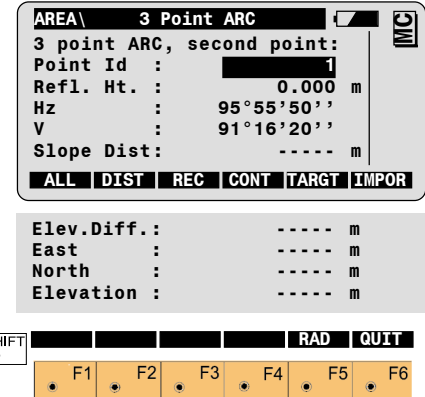 AREA\ 3 Point ARC MC
3 point ARC, second point:
Point Id : 1
Refl. Ht. : 0.000 m
Hz : 95°55'50''
V : 91°16'20''
Slope Dist: ----- m
ALL DIST REC CONT TARGT IMPOR
Elev.Diff.: ----- m
East : ----- m
North : ----- m
Elevation : ----- m
HIFT RAD QUIT
F1 F2 F3 F4 F5 F6